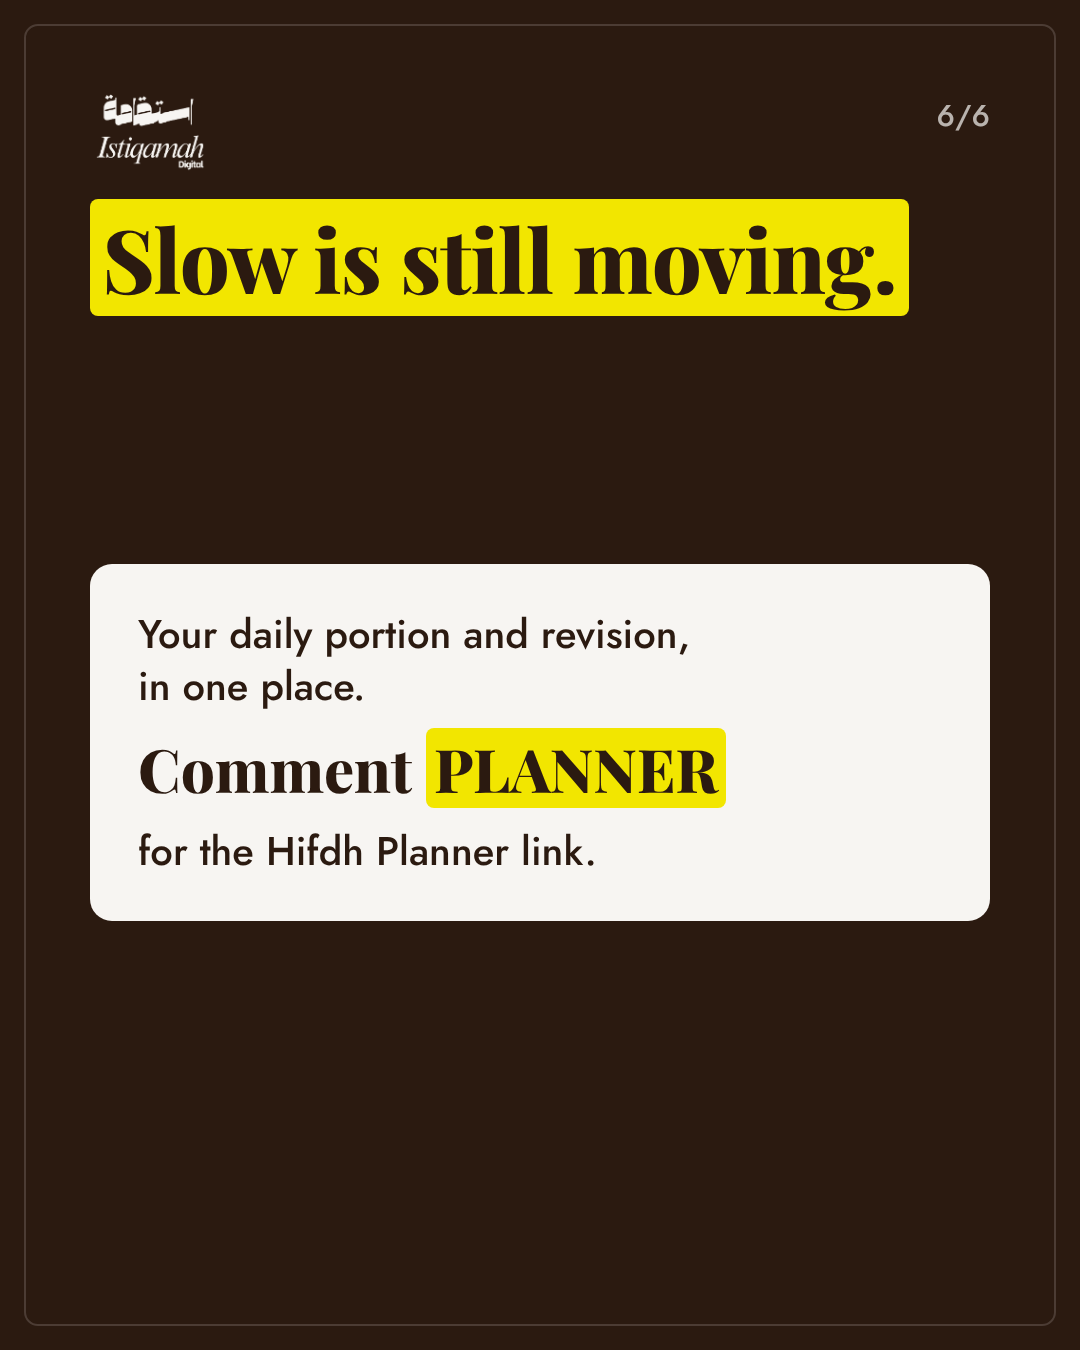 استقامة
Istiqamah
Digital
6/6
Slow is still moving.
Your daily portion and revision,
in one place.
Comment PLANNER
for the Hifdh Planner link.